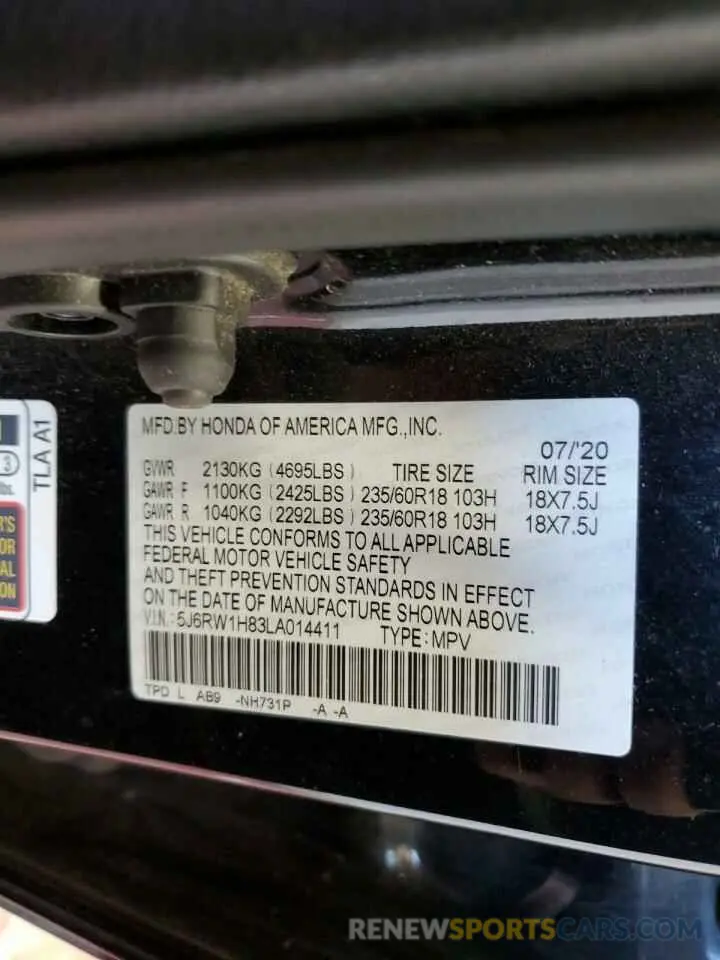 MFD.BY HONDA OF AMERICA MFG.,INC.
07/'20
GVWR 2130KG (4695LBS) TIRE SIZE RIM SIZE
GAWR F 1100KG (2425LBS) 235/60R18 103H 18X7.5J
GAWR R 1040KG (2292LBS) 235/60R18 103H 18X7.5J
THIS VEHICLE CONFORMS TO ALL APPLICABLE
FEDERAL MOTOR VEHICLE SAFETY
AND THEFT PREVENTION STANDARDS IN EFFECT
ON THE DATE OF MANUFACTURE SHOWN ABOVE.
V.I.N.:5J6RW1H83LA014411 TYPE:MPV
TPD L AB9 -NH731P -A -A
TLA A1
3
lbs.
RENEWSPORTSCARS.COM